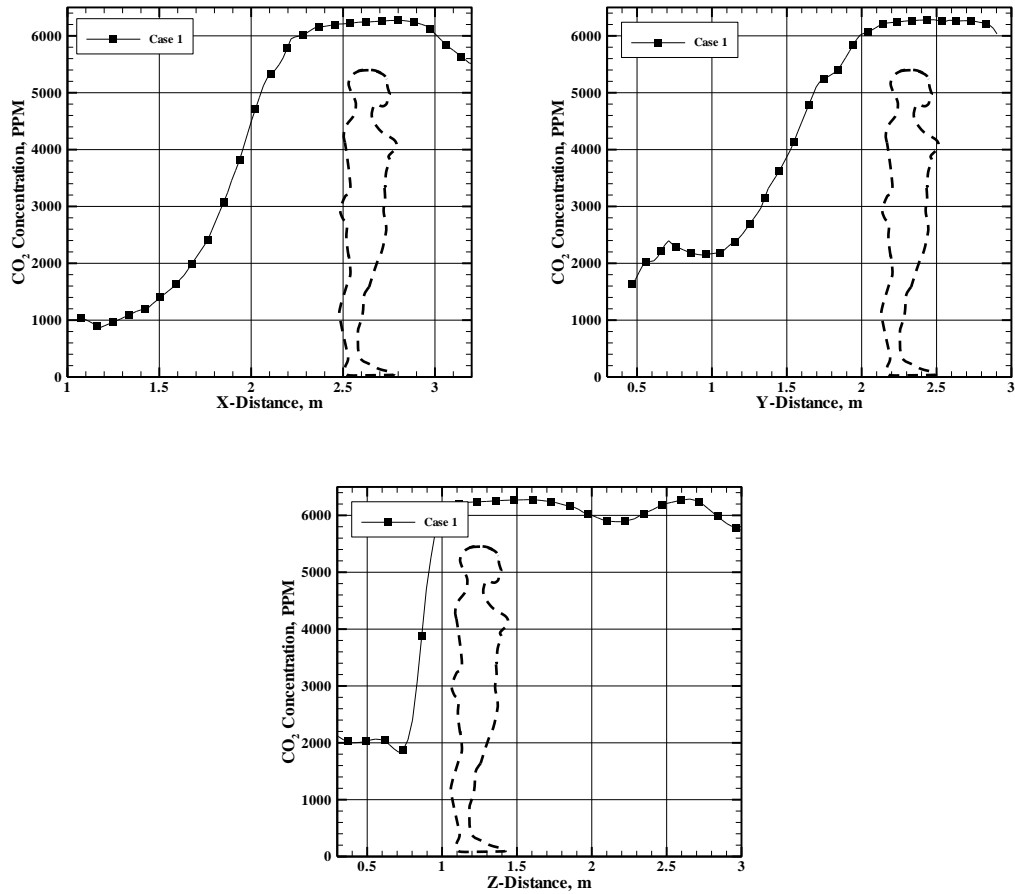 6000
5000
4000
3000
2000
1000
0
CO₂ Concentration, PPM
Case 1
1 1.5 2 2.5 3
X-Distance, m
6000
5000
4000
3000
2000
1000
0
CO₂ Concentration, PPM
Case 1
0.5 1 1.5 2 2.5 3
Y-Distance, m
6000
5000
4000
3000
2000
1000
0
CO₂ Concentration, PPM
Case 1
0.5 1 1.5 2 2.5 3
Z-Distance, m